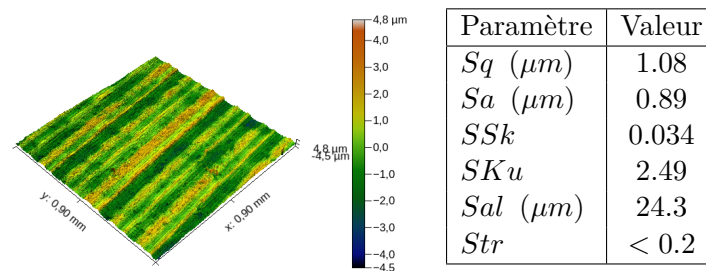 4,8 µm
3,0
2,0
1,0
0,0
−1,0
−2,0
−3,0
−4,0
−4.5
4,8 µm
-4,5 µm
y: 0,90 mm
x: 0,90 mm
Paramètre Valeur
Sq (µm) 1.08
Sa (µm) 0.89
SSk 0.034
SKu 2.49
Sal (µm) 24.3
Str < 0.2